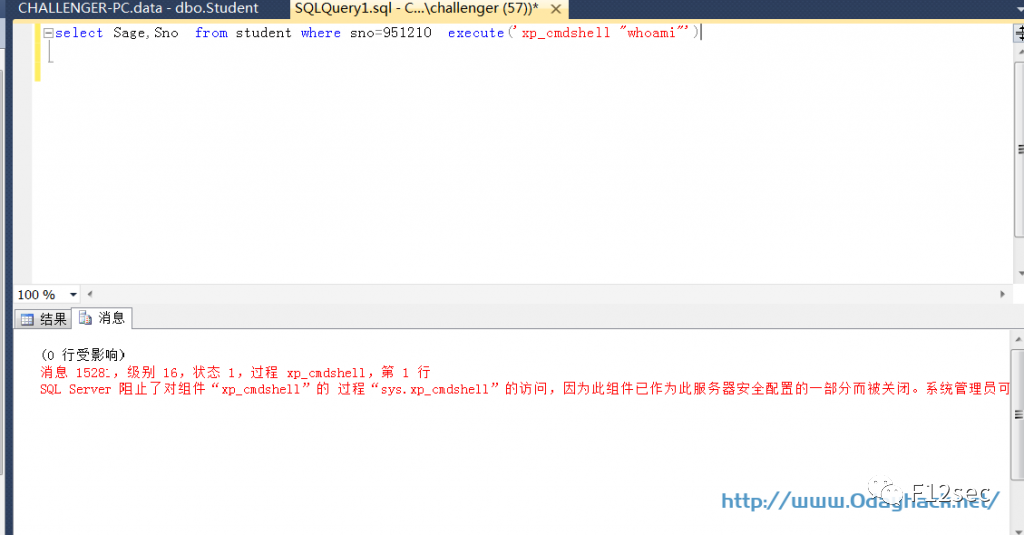 CHALLENGER-PC.data - dbo.Student
SQLQuery1.sql - C...\challenger (57))* ×
select Sage,Sno  from student where sno=951210  execute('xp_cmdshell "whoami"')
100 %
结果 消息
(0 行受影响)
消息 15281，级别 16，状态 1，过程 xp_cmdshell，第 1 行
SQL Server 阻止了对组件“xp_cmdshell”的 过程“sys.xp_cmdshell”的访问，因为此组件已作为此服务器安全配置的一部分而被关闭。系统管理员可
F12sec